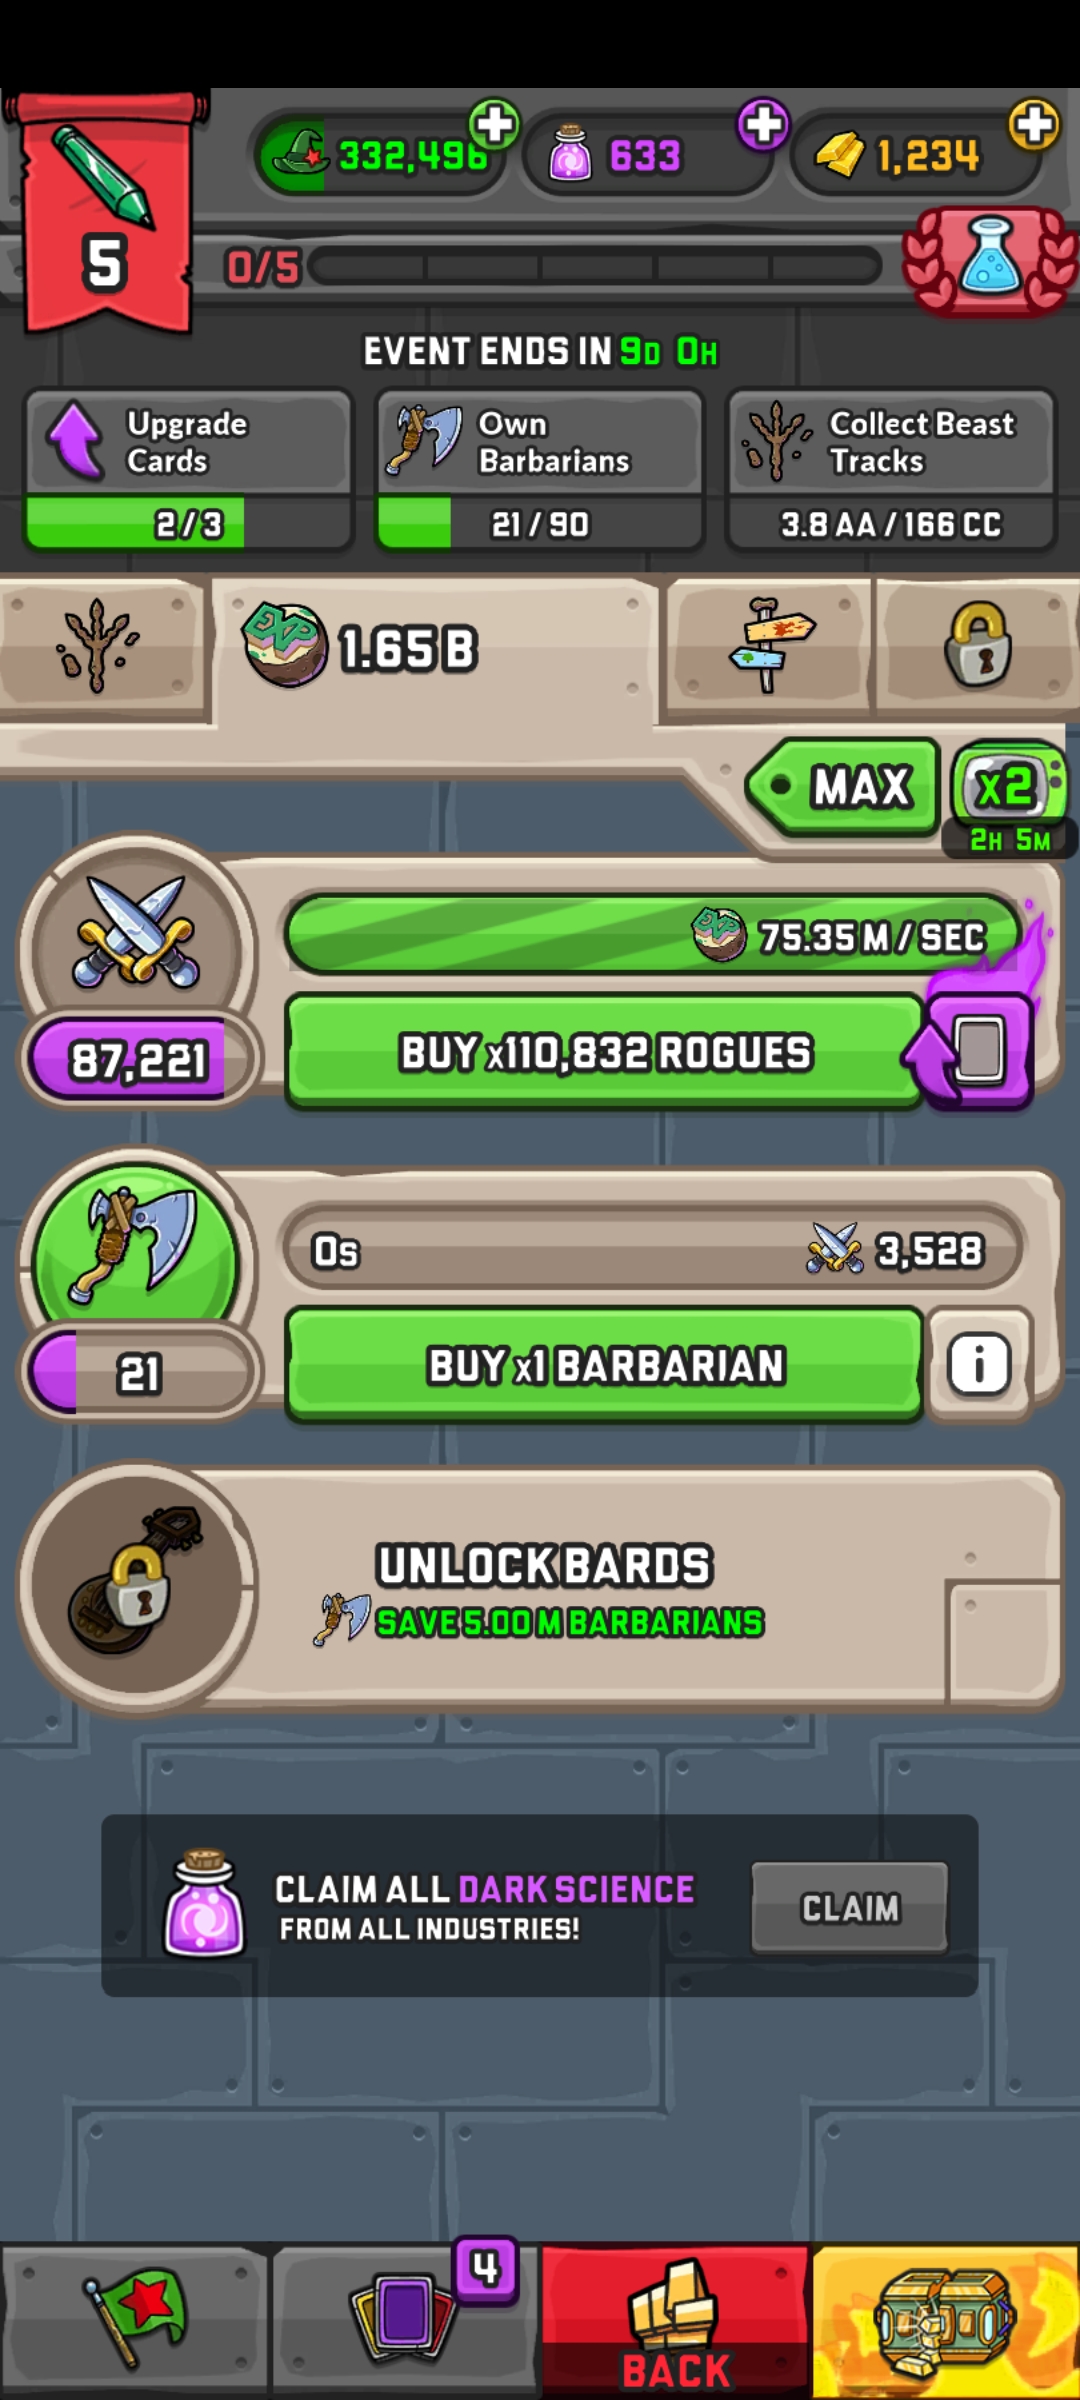 332,496
633
1,234
5
0/5
EVENT ENDS IN 9D 0H
Upgrade
Cards
2/3
Own
Barbarians
21/90
Collect Beast
Tracks
3.8 AA / 166 CC
EXP
1.65 B
MAX
x2
2H 5M
EXP
75.35 M / SEC
87,221
BUY x110,832 ROGUES
0s
3,528
21
BUY x1 BARBARIAN
i
UNLOCK BARDS
SAVE 5.00 M BARBARIANS
CLAIM ALL DARK SCIENCE
FROM ALL INDUSTRIES!
CLAIM
4
BACK